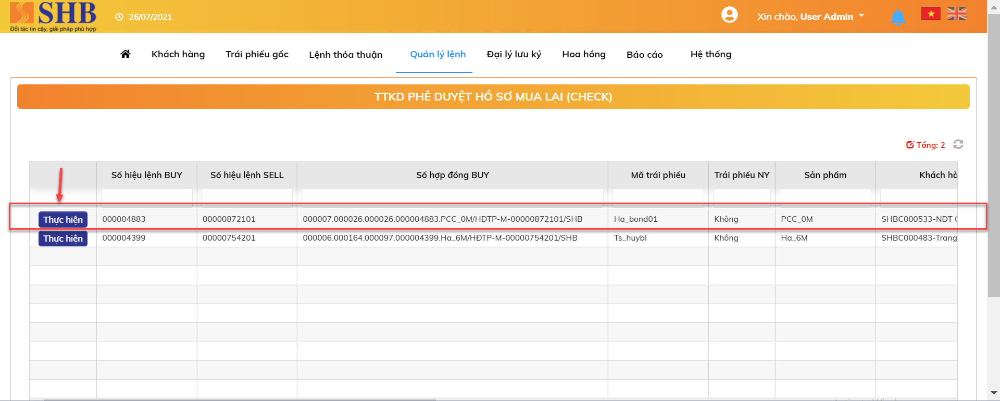 SHB
Đối tác tin cậy, giải pháp phù hợp
26/07/2021
Xin chào, User Admin
Khách hàng Trái phiếu gốc Lệnh thỏa thuận Quản lý lệnh Đại lý lưu ký Hoa hồng Báo cáo Hệ thống
TTKD PHÊ DUYỆT HỒ SƠ MUA LẠI (CHECK)
Tổng: 2
Số hiệu lệnh BUY Số hiệu lệnh SELL Số hợp đồng BUY Mã trái phiếu Trái phiếu NY Sản phẩm Khách hà
Thực hiện 000004883 00000872101 000007.000026.000026.000004883.PCC_0M/HĐTP-M-00000872101/SHB Ha_bond01 Không PCC_0M SHBC000533-NDT
Thực hiện 000004399 00000754201 000006.000164.000097.000004399.Ha_6M/HĐTP-M-00000754201/SHB Ts_huybl Không Ha_6M SHBC000483-Trang